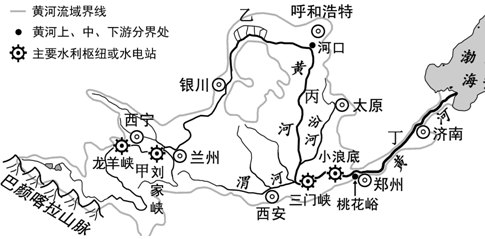 黄河流域界线
黄河上、中、下游分界处
主要水利枢纽或水电站
乙
呼和浩特
河口
渤海
银川
黄河
丙
汾河
太原
西宁
丁
黄河
济南
龙羊峡
甲
刘家峡
兰州
小浪底
渭河
郑州
巴颜喀拉山脉
西安
三门峡
桃花峪